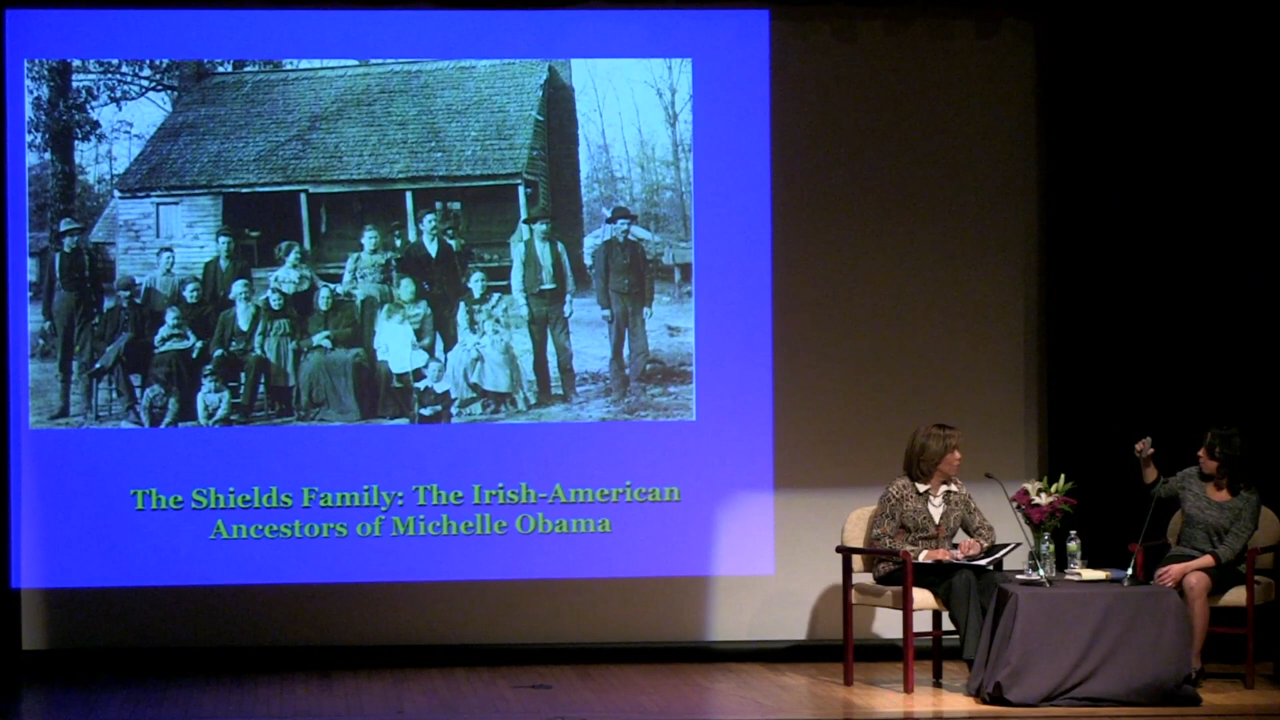 The Shields Family: The Irish-American
Ancestors of Michelle Obama